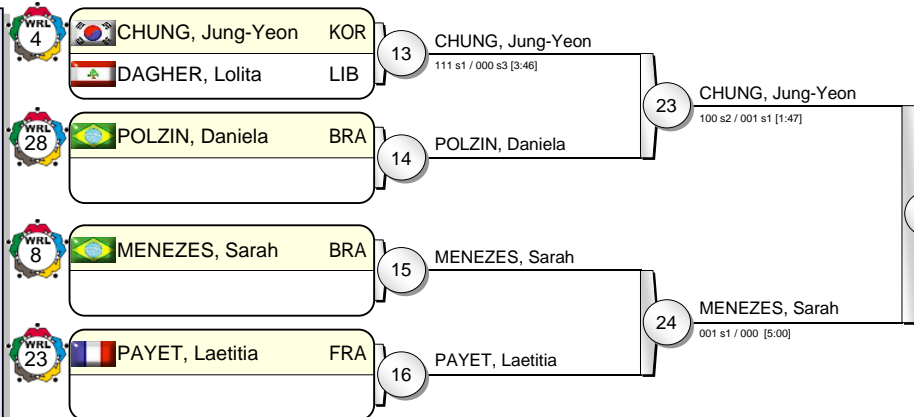 WRL
4
CHUNG, Jung-Yeon KOR
DAGHER, Lolita LIB
13
CHUNG, Jung-Yeon
111 s1 / 000 s3 [3:46]
WRL
28
POLZIN, Daniela BRA
14
POLZIN, Daniela
23
CHUNG, Jung-Yeon
100 s2 / 001 s1 [1:47]
WRL
8
MENEZES, Sarah BRA
15
MENEZES, Sarah
WRL
23
PAYET, Laetitia FRA
16
PAYET, Laetitia
24
MENEZES, Sarah
001 s1 / 000 [5:00]